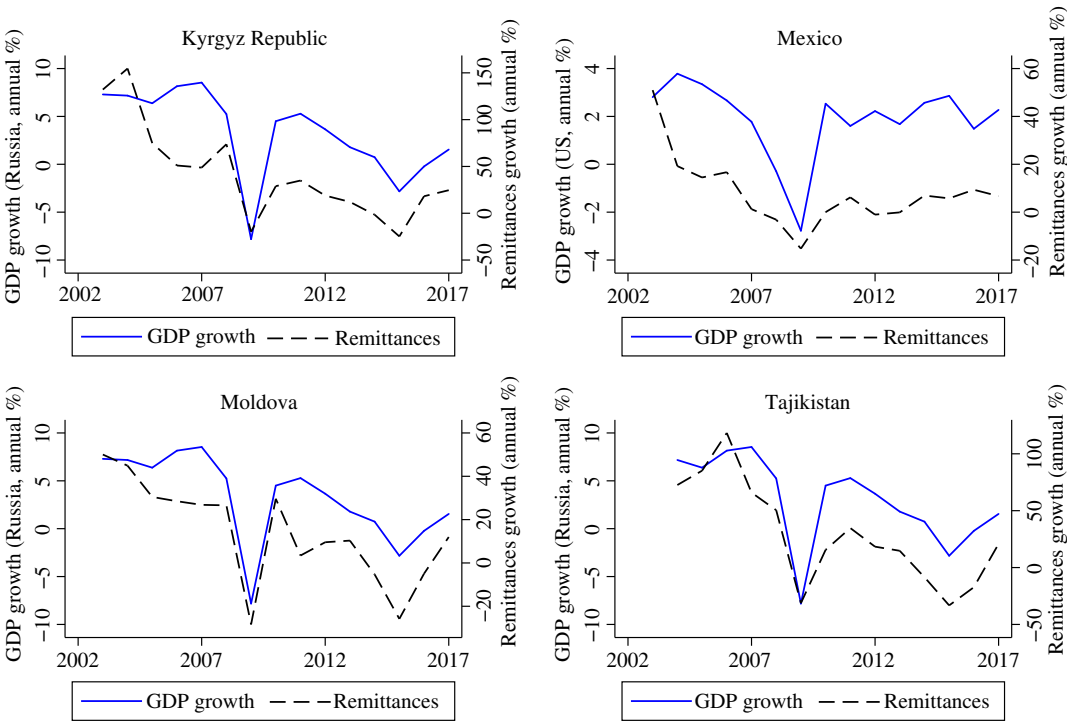 Kyrgyz Republic
GDP growth (Russia, annual %)
10
5
0
−5
−10
Remittances growth (annual %)
150
100
50
0
−50
2002 2007 2012 2017
GDP growth Remittances
Mexico
GDP growth (US, annual %)
4
2
0
−2
−4
Remittances growth (annual %)
60
40
20
0
−20
2002 2007 2012 2017
GDP growth Remittances
Moldova
GDP growth (Russia, annual %)
10
5
0
−5
−10
Remittances growth (annual %)
60
40
20
0
−20
2002 2007 2012 2017
GDP growth Remittances
Tajikistan
GDP growth (Russia, annual %)
10
5
0
−5
−10
Remittances growth (annual %)
100
50
0
−50
2002 2007 2012 2017
GDP growth Remittances